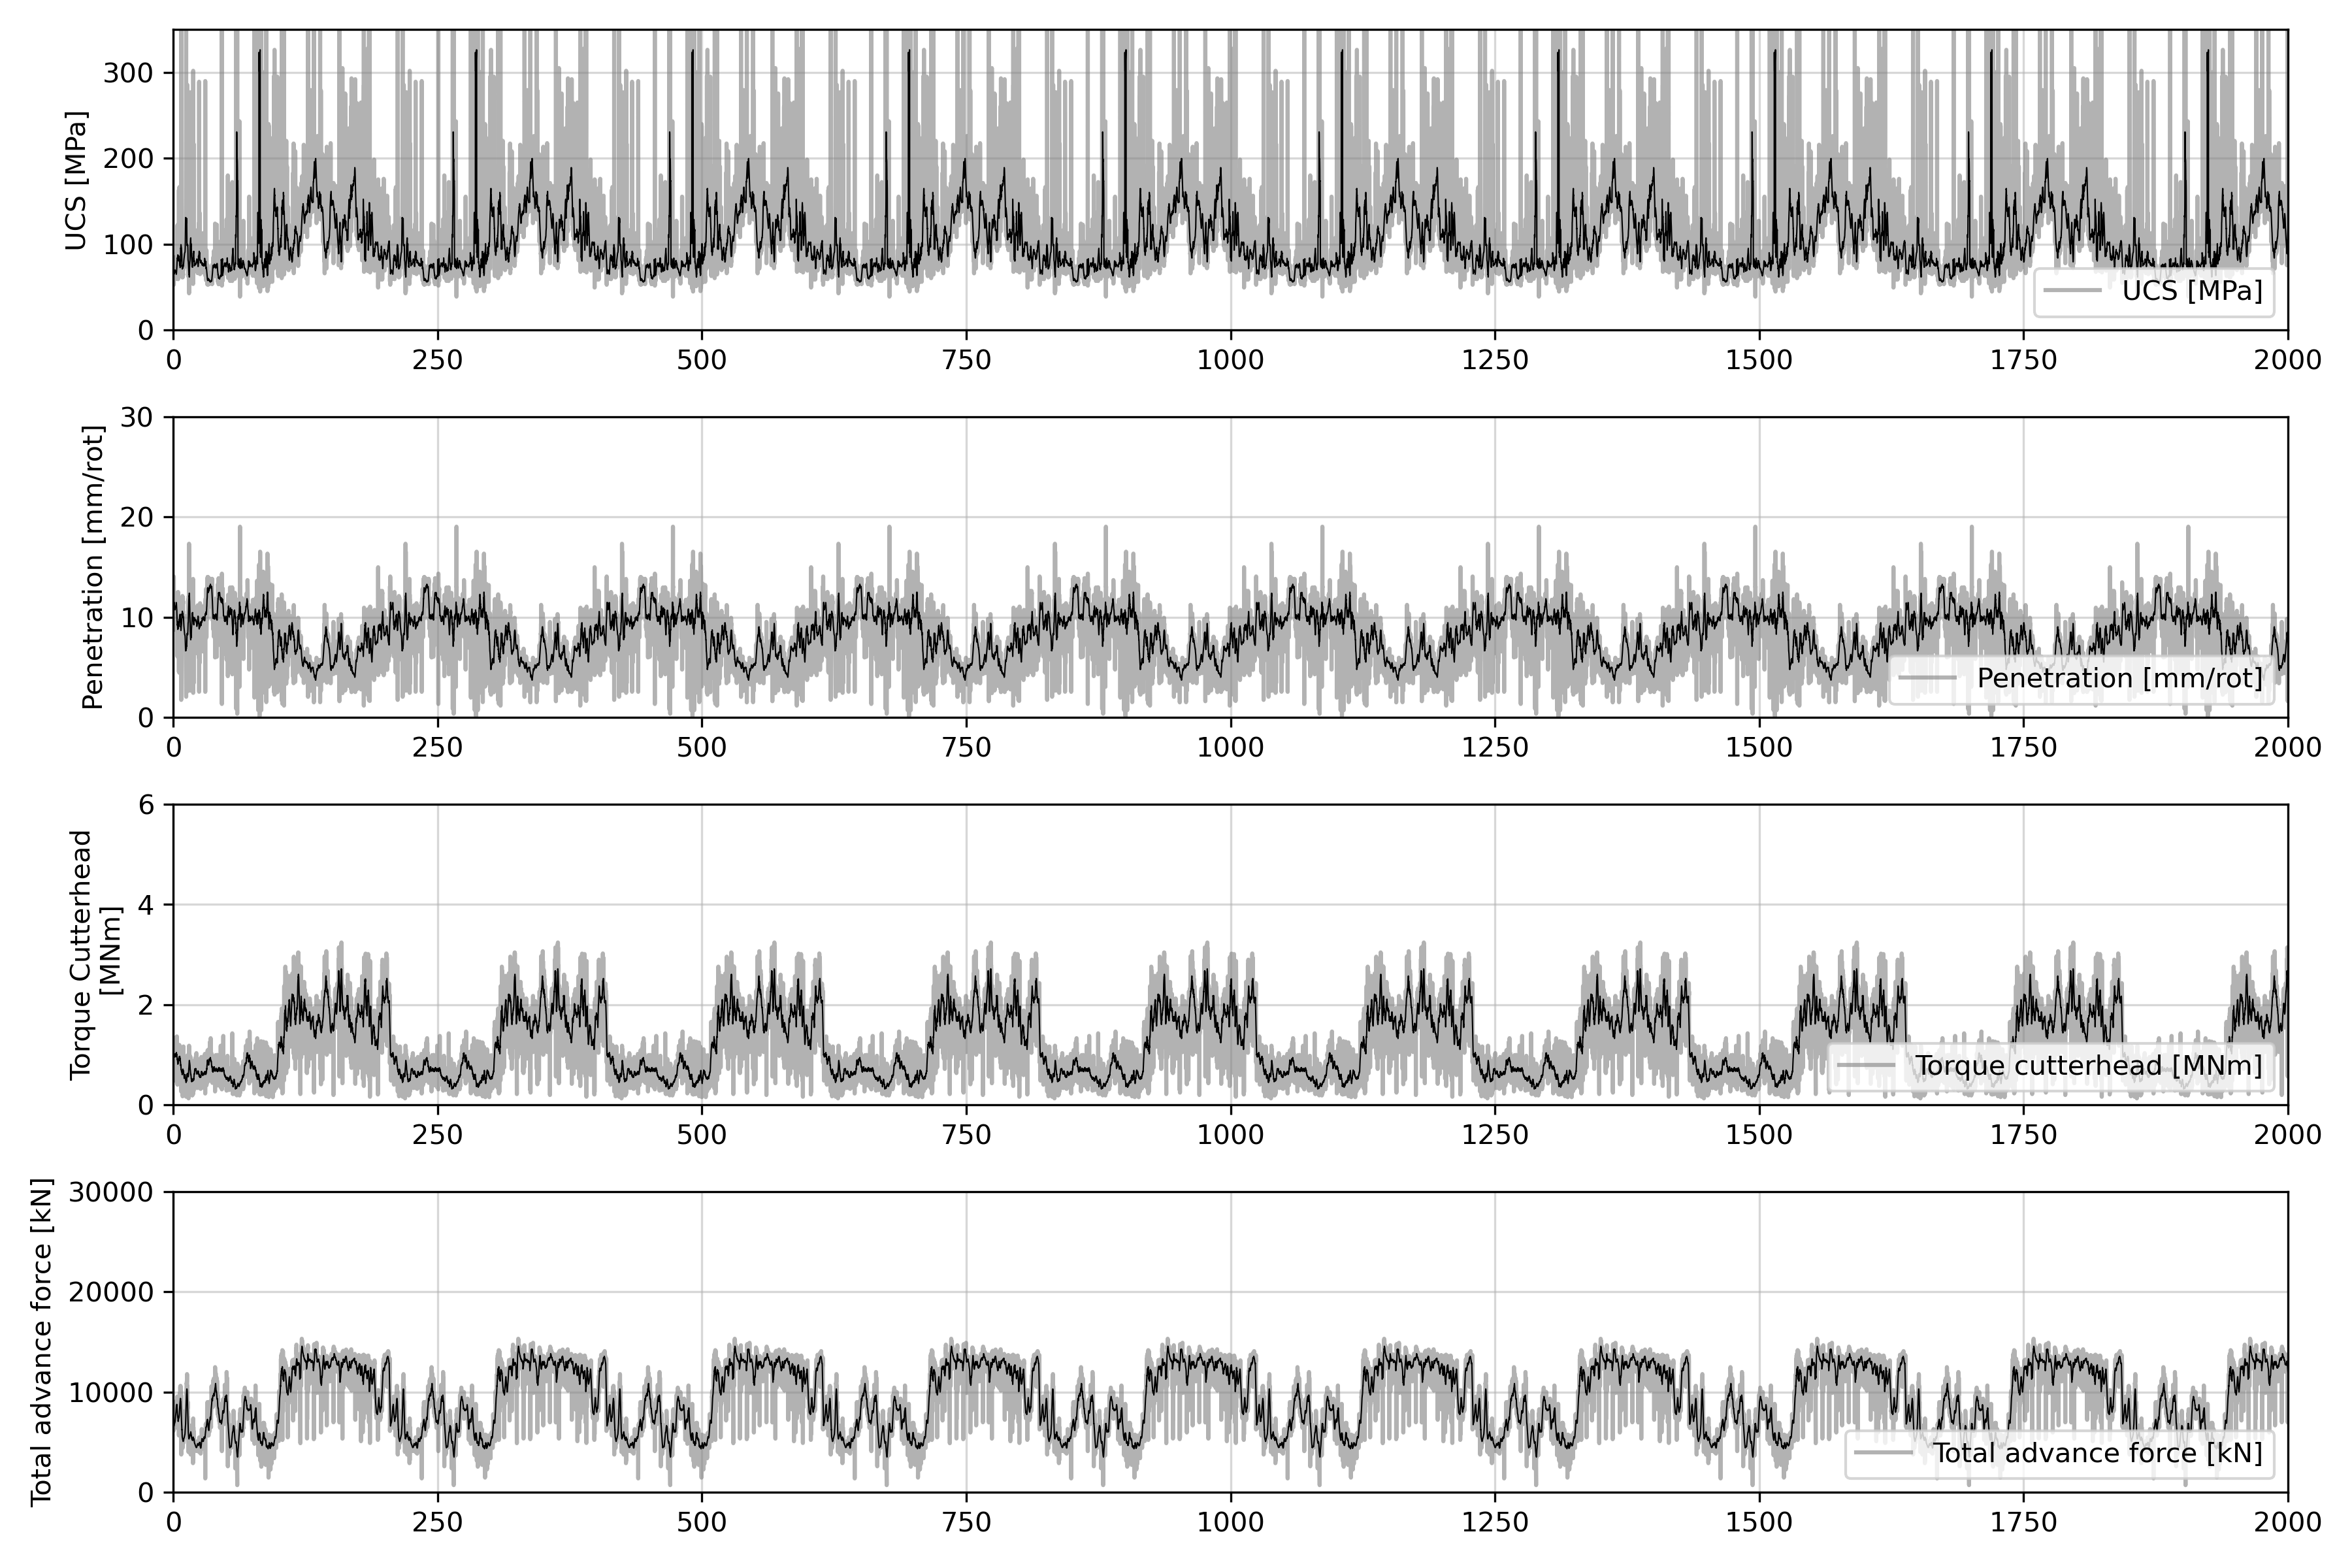 UCS [MPa]
300
200
100
0
0 250 500 750 1000 1250 1500 1750 2000
UCS [MPa]
Penetration [mm/rot]
30
20
10
0
0 250 500 750 1000 1250 1500 1750 2000
Penetration [mm/rot]
Torque Cutterhead
[MNm]
6
4
2
0
0 250 500 750 1000 1250 1500 1750 2000
Torque cutterhead [MNm]
Total advance force [kN]
30000
20000
10000
0
0 250 500 750 1000 1250 1500 1750 2000
Total advance force [kN]